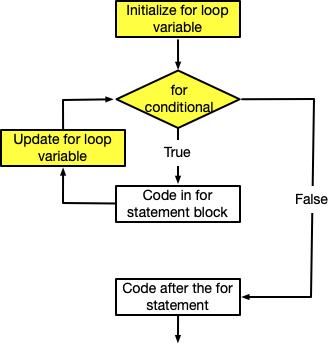 Initialize for loop
variable
for
conditional
Update for loop
variable
True
Code in for
statement block
False
Code after the for
statement